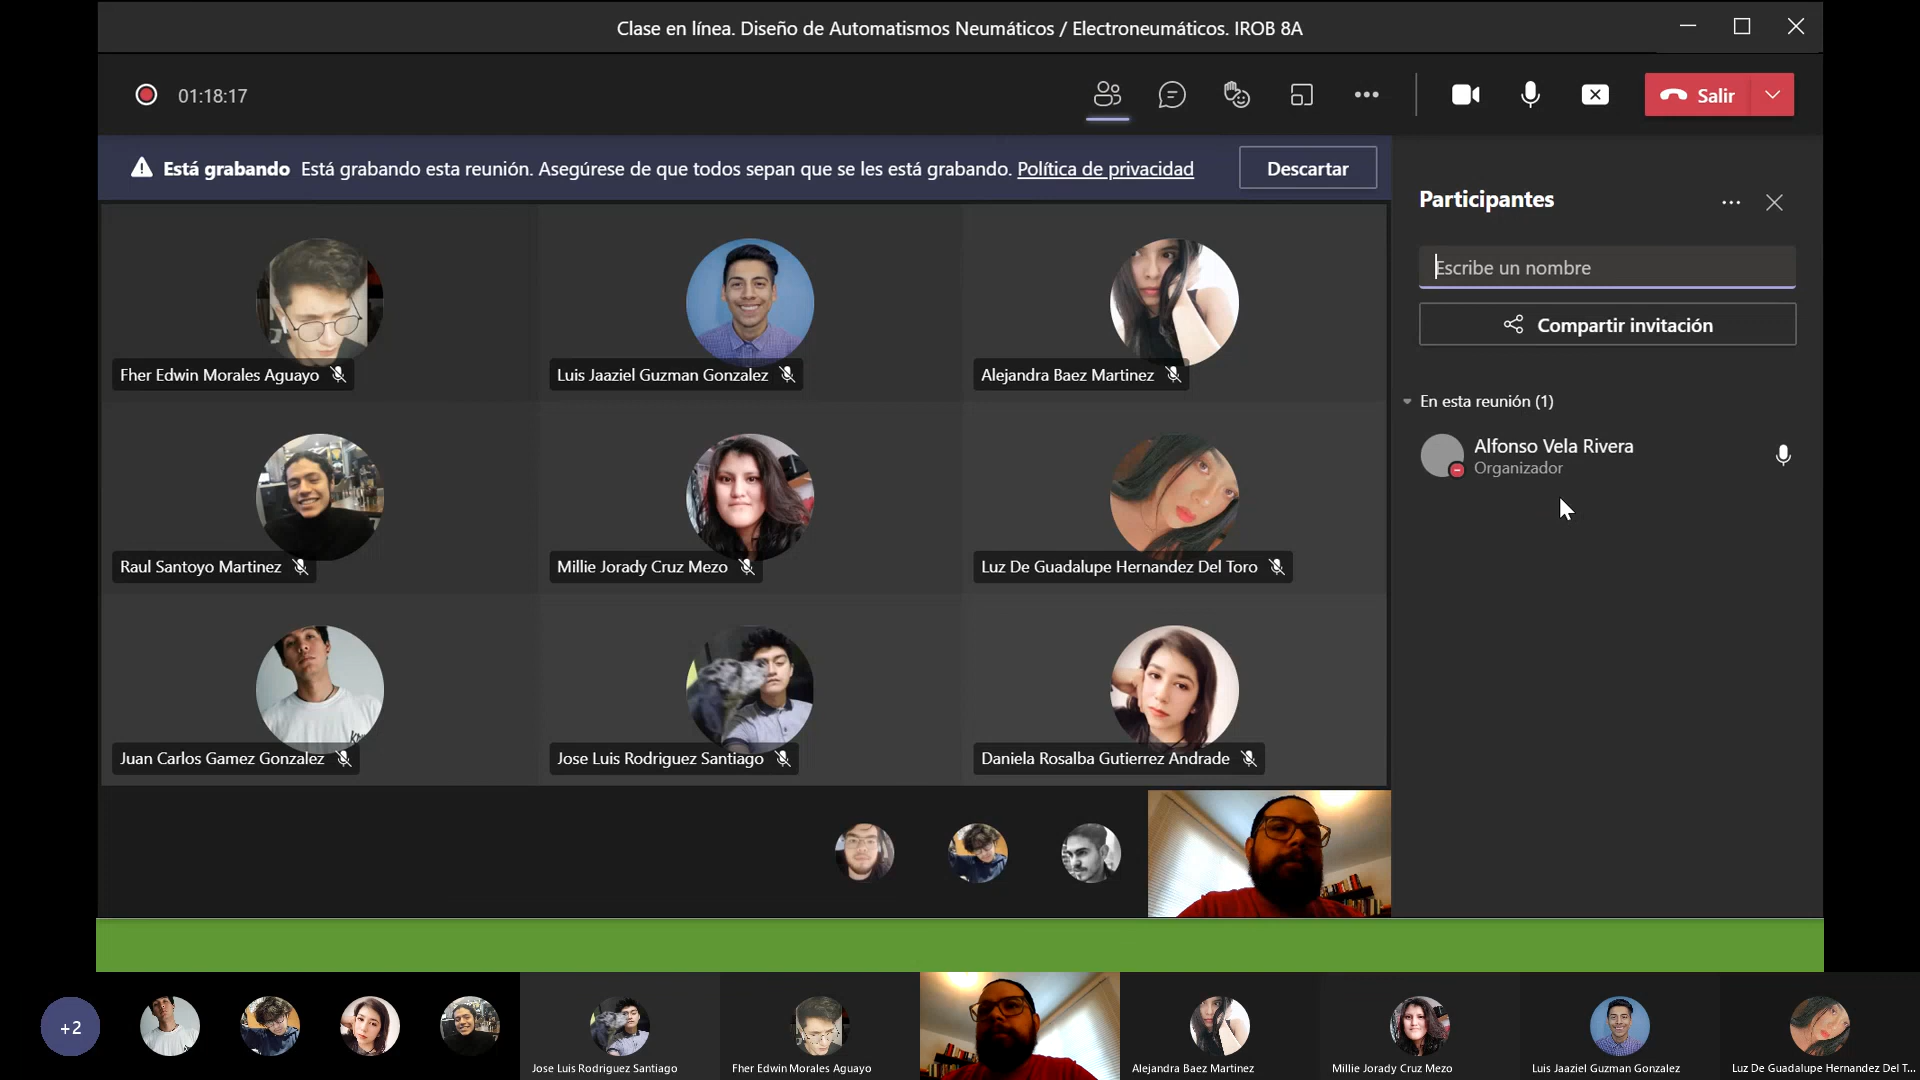 Clase en línea. Diseño de Automatismos Neumáticos / Electroneumáticos. IROB 8A
01:18:17
Salir
Está grabando Está grabando esta reunión. Asegúrese de que todos sepan que se les está grabando. Política de privacidad
Descartar
Participantes
Escribe un nombre
Compartir invitación
En esta reunión (1)
Alfonso Vela Rivera
Organizador
Fher Edwin Morales Aguayo
Luis Jaaziel Guzman Gonzalez
Alejandra Baez Martinez
Raul Santoyo Martinez
Millie Jorady Cruz Mezo
Luz De Guadalupe Hernandez Del Toro
Juan Carlos Gamez Gonzalez
Jose Luis Rodriguez Santiago
Daniela Rosalba Gutierrez Andrade
+2
Jose Luis Rodriguez Santiago
Fher Edwin Morales Aguayo
Alejandra Baez Martinez
Millie Jorady Cruz Mezo
Luis Jaaziel Guzman Gonzalez
Luz De Guadalupe Hernandez Del T...